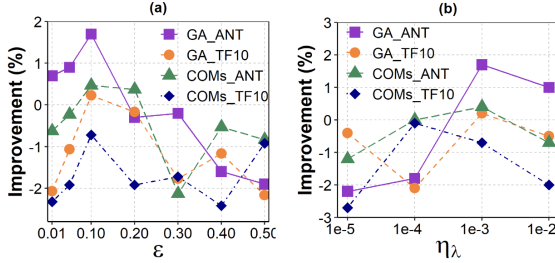 (a)
Improvement (%)
2
1
0
-1
-2
GA_ANT
GA_TF10
COMs_ANT
COMs_TF10
0.01
0.10
0.20
0.30
0.40
0.50
ε
(b)
Improvement (%)
3
2
1
0
-1
-2
-3
GA_ANT
GA_TF10
COMs_ANT
COMs_TF10
1e-5
1e-4
1e-3
1e-2
ηλ